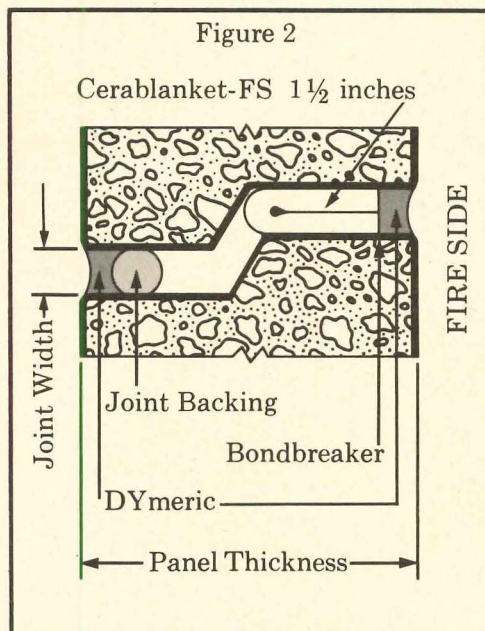 Figure 2
Cerablanket-FS 1½ inches
FIRE SIDE
Joint Width
Joint Backing
Bondbreaker
DYmeric
Panel Thickness